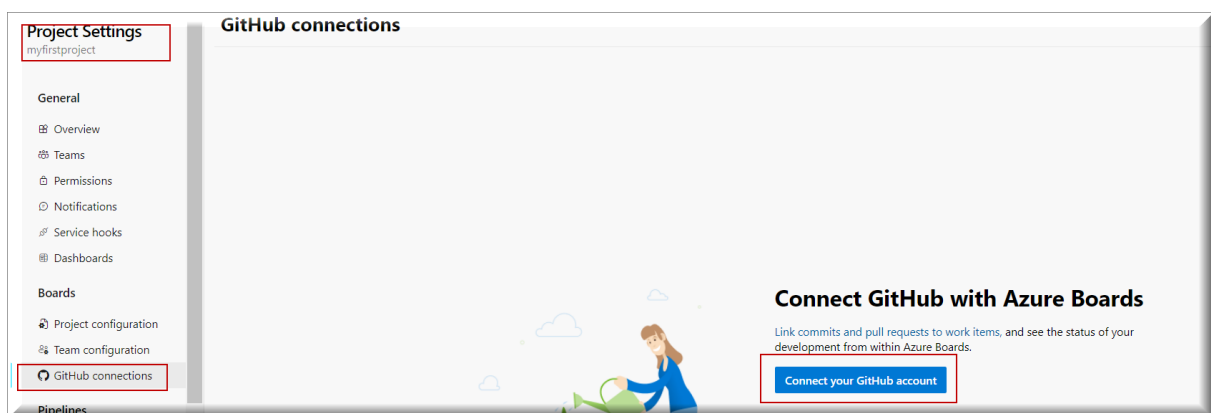 Project Settings
myfirstproject
General
Overview
Teams
Permissions
Notifications
Service hooks
Dashboards
Boards
Project configuration
Team configuration
GitHub connections
Pipelines
GitHub connections
Connect GitHub with Azure Boards
Link commits and pull requests to work items, and see the status of your
development from within Azure Boards.
Connect your GitHub account